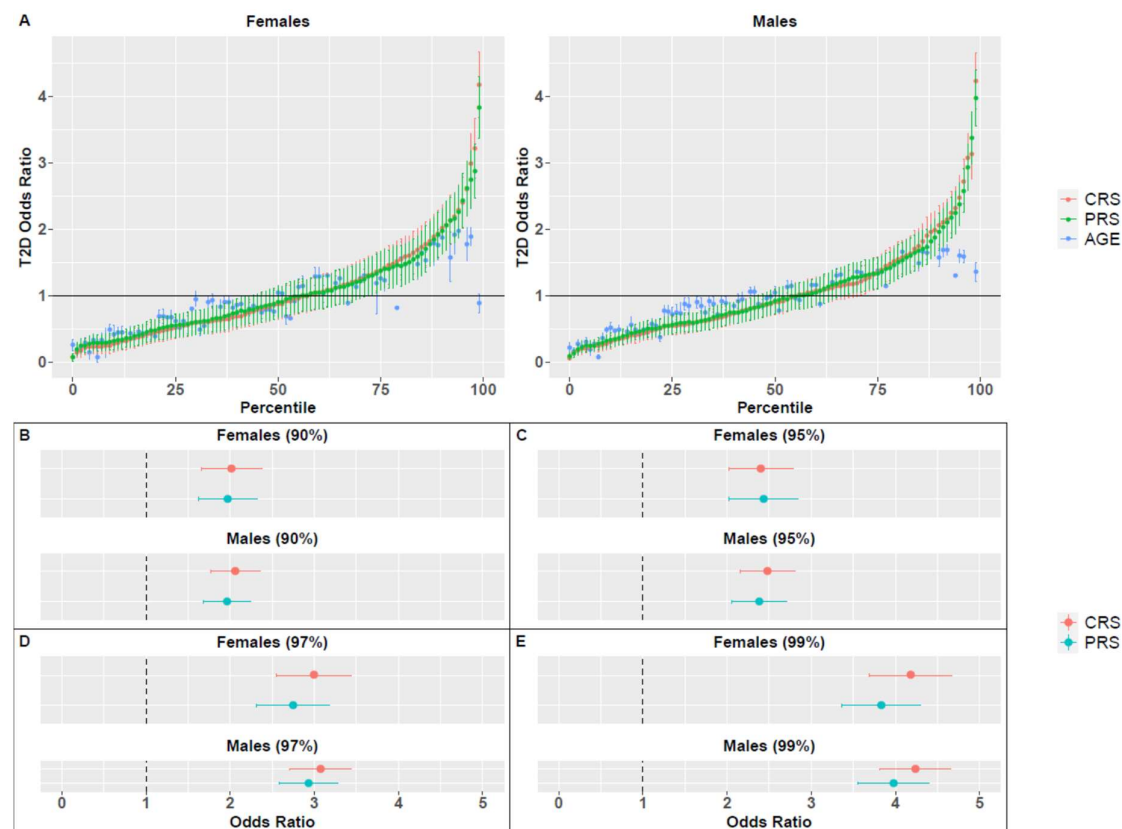 A
Females
Males
T2D Odds Ratio
4
3
2
1
0
0 25 50 75 100
Percentile
T2D Odds Ratio
4
3
2
1
0
0 25 50 75 100
Percentile
CRS
PRS
AGE
B
Females (90%)
Males (90%)
C
Females (95%)
Males (95%)
D
Females (97%)
Males (97%)
0 1 2 3 4 5
Odds Ratio
E
Females (99%)
Males (99%)
0 1 2 3 4 5
Odds Ratio
CRS
PRS